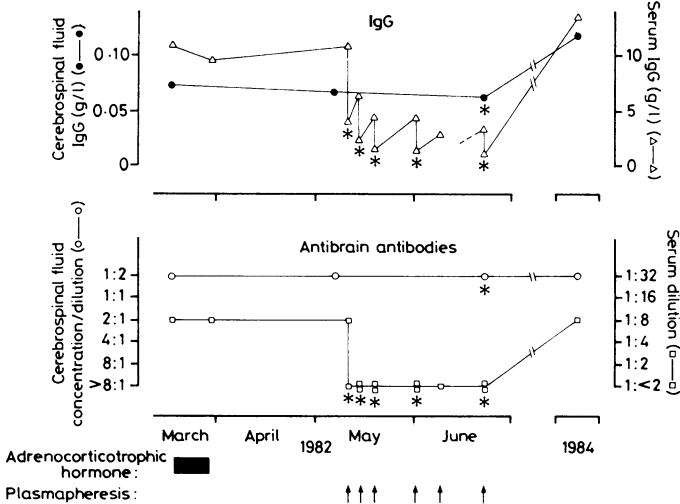 IgG
Cerebrospinal fluid
IgG (g/l) (●—●)
0·10
0·05
0
Serum IgG (g/l) (△—△)
10
5
0
*
*
*
*
*
*
Antibrain antibodies
Cerebrospinal fluid
concentration/dilution (○—○)
1:2
1:1
2:1
4:1
8:1
>8:1
Serum dilution (□—□)
1:32
1:16
1:8
1:4
1:2
1:<2
*
*
*
*
*
*
March
April
May
June
1982
1984
Adrenocorticotrophic
hormone:
Plasmapheresis: